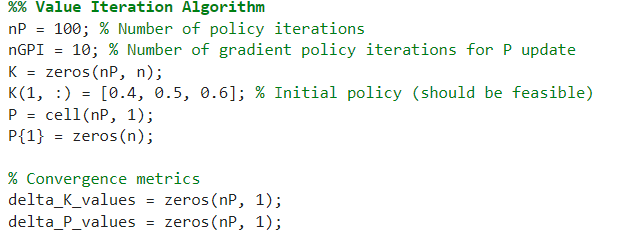 %% Value Iteration Algorithm
nP = 100; % Number of policy iterations
nGPI = 10; % Number of gradient policy iterations for P update
K = zeros(nP, n);
K(1, :) = [0.4, 0.5, 0.6]; % Initial policy (should be feasible)
P = cell(nP, 1);
P{1} = zeros(n);
% Convergence metrics
delta_K_values = zeros(nP, 1);
delta_P_values = zeros(nP, 1);